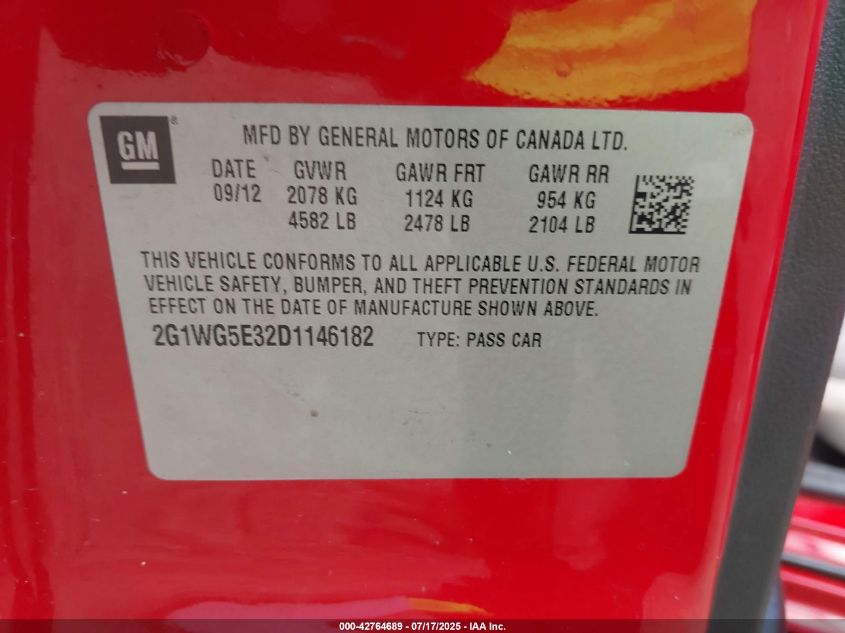 GM®
MFD BY GENERAL MOTORS OF CANADA LTD.
DATE GVWR GAWR FRT GAWR RR
09/12 2078 KG 1124 KG 954 KG
4582 LB 2478 LB 2104 LB
THIS VEHICLE CONFORMS TO ALL APPLICABLE U.S. FEDERAL MOTOR
VEHICLE SAFETY, BUMPER, AND THEFT PREVENTION STANDARDS IN
EFFECT ON THE DATE OF MANUFACTURE SHOWN ABOVE.
2G1WG5E32D1146182 TYPE: PASS CAR
000-42764689 - 07/17/2025 - IAA Inc.